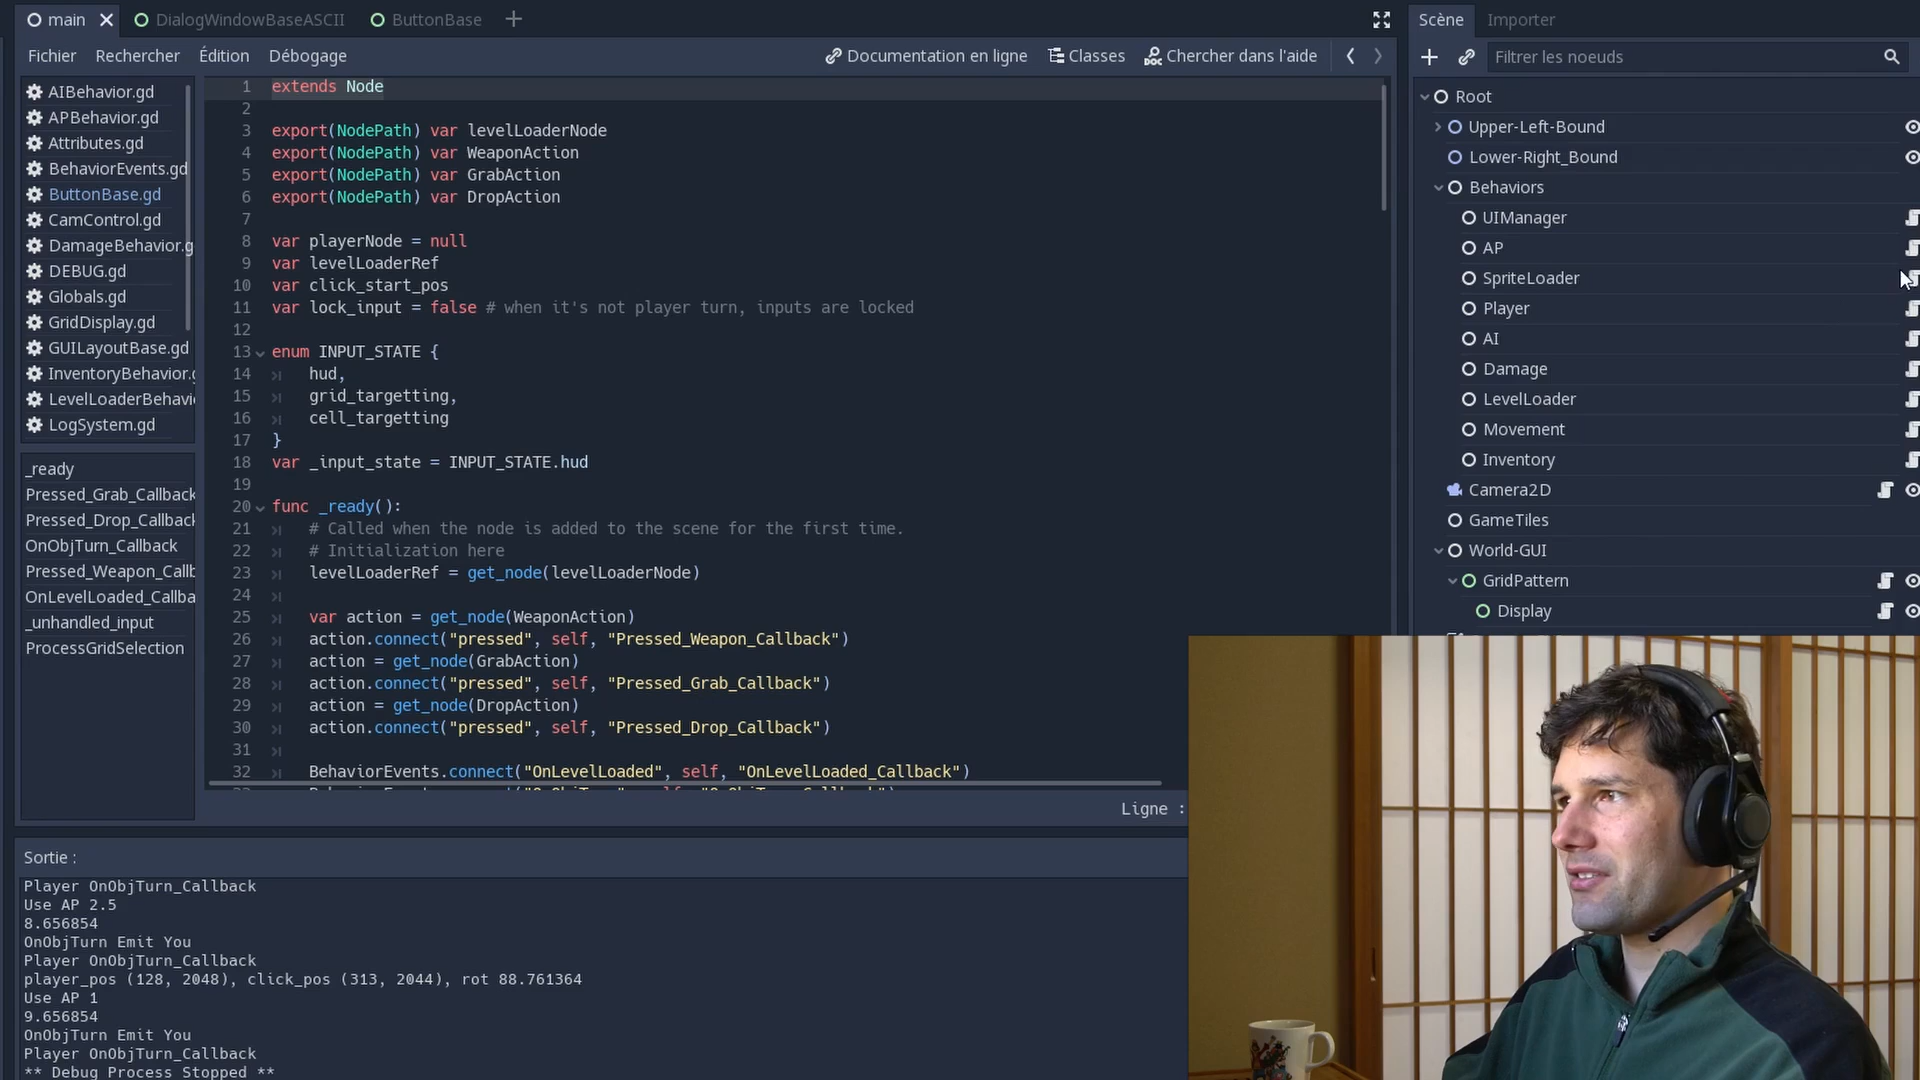 main
DialogWindowBaseASCII
ButtonBase
Scène
Importer
Fichier
Rechercher
Édition
Débogage
Documentation en ligne
Classes
Chercher dans l'aide
Filtrer les noeuds
AIBehavior.gd
APBehavior.gd
Attributes.gd
BehaviorEvents.gd
ButtonBase.gd
CamControl.gd
DamageBehavior.g
DEBUG.gd
Globals.gd
GridDisplay.gd
GUILayoutBase.gd
InventoryBehavior.g
LevelLoaderBehavi
LogSystem.gd
_ready
Pressed_Grab_Callback
Pressed_Drop_Callback
OnObjTurn_Callback
Pressed_Weapon_Callb
OnLevelLoaded_Callba
_unhandled_input
ProcessGridSelection
1 extends Node
2
3 export(NodePath) var levelLoaderNode
4 export(NodePath) var WeaponAction
5 export(NodePath) var GrabAction
6 export(NodePath) var DropAction
7
8 var playerNode = null
9 var levelLoaderRef
10 var click_start_pos
11 var lock_input = false # when it's not player turn, inputs are locked
12
13 enum INPUT_STATE {
14 hud,
15 grid_targetting,
16 cell_targetting
17 }
18 var _input_state = INPUT_STATE.hud
19
20 func _ready():
21 # Called when the node is added to the scene for the first time.
22 # Initialization here
23 levelLoaderRef = get_node(levelLoaderNode)
24
25 var action = get_node(WeaponAction)
26 action.connect("pressed", self, "Pressed_Weapon_Callback")
27 action = get_node(GrabAction)
28 action.connect("pressed", self, "Pressed_Grab_Callback")
29 action = get_node(DropAction)
30 action.connect("pressed", self, "Pressed_Drop_Callback")
31
32 BehaviorEvents.connect("OnLevelLoaded", self, "OnLevelLoaded_Callback")
Ligne :
Root
Upper-Left-Bound
Lower-Right_Bound
Behaviors
UIManager
AP
SpriteLoader
Player
AI
Damage
LevelLoader
Movement
Inventory
Camera2D
GameTiles
World-GUI
GridPattern
Display
Sortie :
Player OnObjTurn_Callback
Use AP 2.5
8.656854
OnObjTurn Emit You
Player OnObjTurn_Callback
player_pos (128, 2048), click_pos (313, 2044), rot 88.761364
Use AP 1
9.656854
OnObjTurn Emit You
Player OnObjTurn_Callback
** Debug Process Stopped **